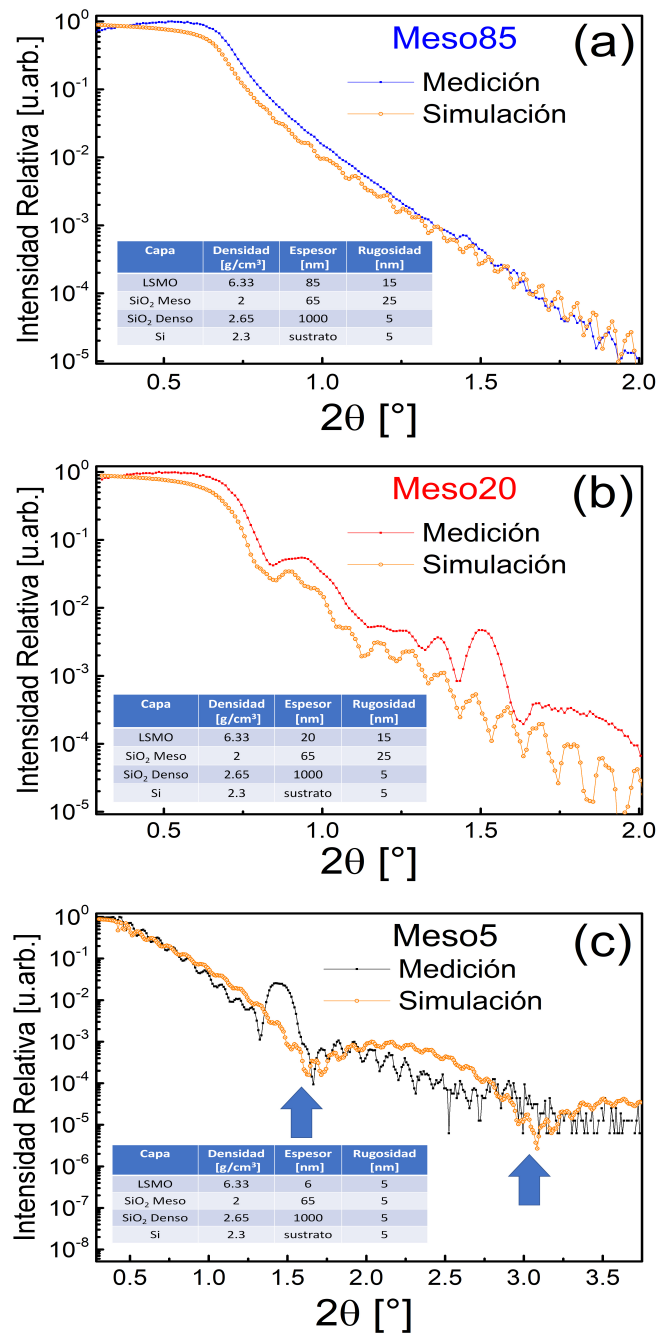 Meso85
(a)
Medición
Simulación
Intensidad Relativa [u.arb.]
10⁰
10⁻¹
10⁻²
10⁻³
10⁻⁴
10⁻⁵
Capa Densidad [g/cm³] Espesor [nm] Rugosidad [nm]
LSMO 6.33 85 15
SiO₂ Meso 2 65 25
SiO₂ Denso 2.65 1000 5
Si 2.3 sustrato 5
0.5 1.0 1.5 2.0
2θ [°]
Meso20
(b)
Medición
Simulación
Intensidad Relativa [u.arb.]
10⁰
10⁻¹
10⁻²
10⁻³
10⁻⁴
10⁻⁵
Capa Densidad [g/cm³] Espesor [nm] Rugosidad [nm]
LSMO 6.33 20 15
SiO₂ Meso 2 65 25
SiO₂ Denso 2.65 1000 5
Si 2.3 sustrato 5
0.5 1.0 1.5 2.0
2θ [°]
Meso5
(c)
Medición
Simulación
Intensidad Relativa [u.arb.]
10⁰
10⁻¹
10⁻²
10⁻³
10⁻⁴
10⁻⁵
10⁻⁶
10⁻⁷
10⁻⁸
Capa Densidad [g/cm³] Espesor [nm] Rugosidad [nm]
LSMO 6.33 6 5
SiO₂ Meso 2 65 5
SiO₂ Denso 2.65 1000 5
Si 2.3 sustrato 5
0.5 1.0 1.5 2.0 2.5 3.0 3.5
2θ [°]